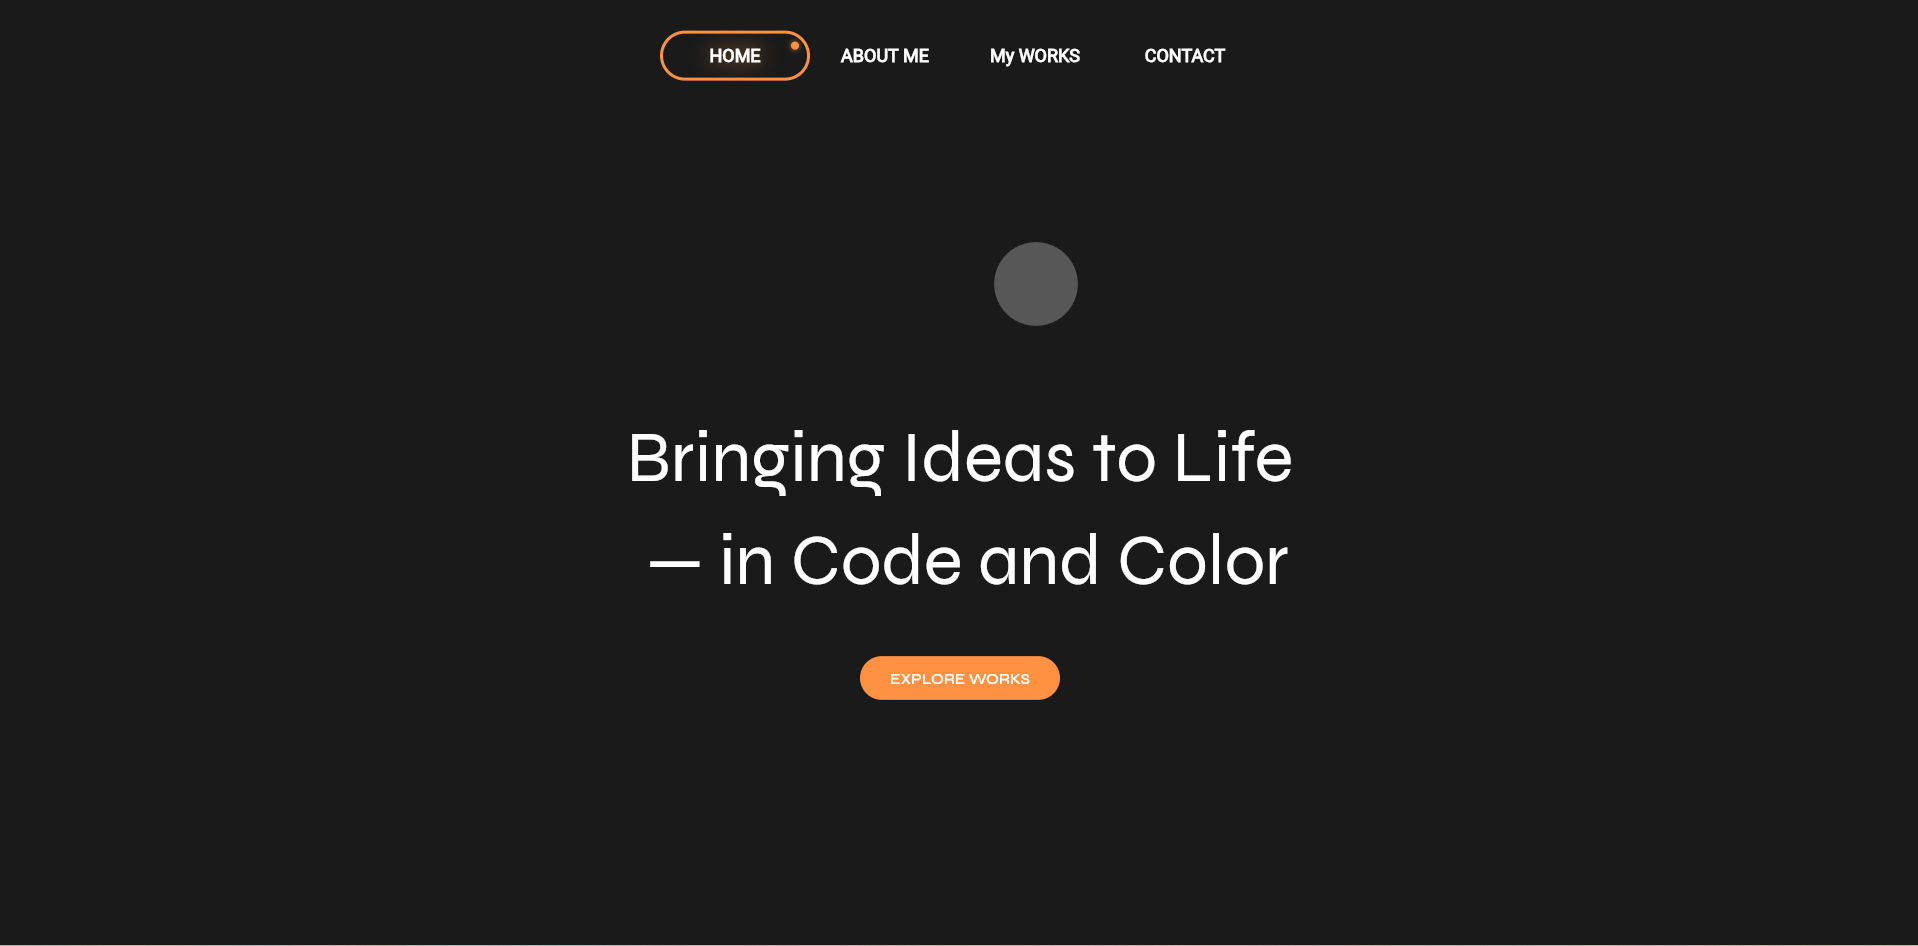 HOME
ABOUT ME
My WORKS
CONTACT
Bringing Ideas to Life
— in Code and Color
EXPLORE WORKS